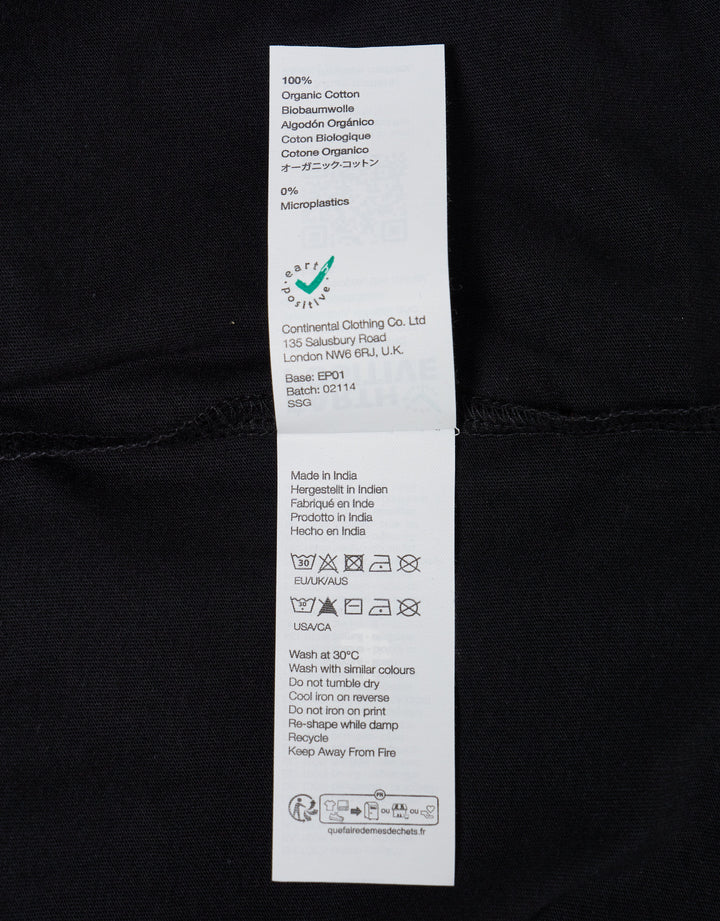 100%
Organic Cotton
Biobaumwolle
Algodón Orgánico
Coton Biologique
Cotone Organico
オーガニック·コットン
0%
Microplastics
earth
positive
Continental Clothing Co. Ltd
135 Salusbury Road
London NW6 6RJ, U.K.
Base: EP01
Batch: 02114
SSG
Made in India
Hergestellt in Indien
Fabriqué en Inde
Prodotto in India
Hecho en India
30
EU/UK/AUS
30
USA/CA
Wash at 30°C
Wash with similar colours
Do not tumble dry
Cool iron on reverse
Do not iron on print
Re-shape while damp
Recycle
Keep Away From Fire
FR
OU OU
quefairedemesdechets.fr